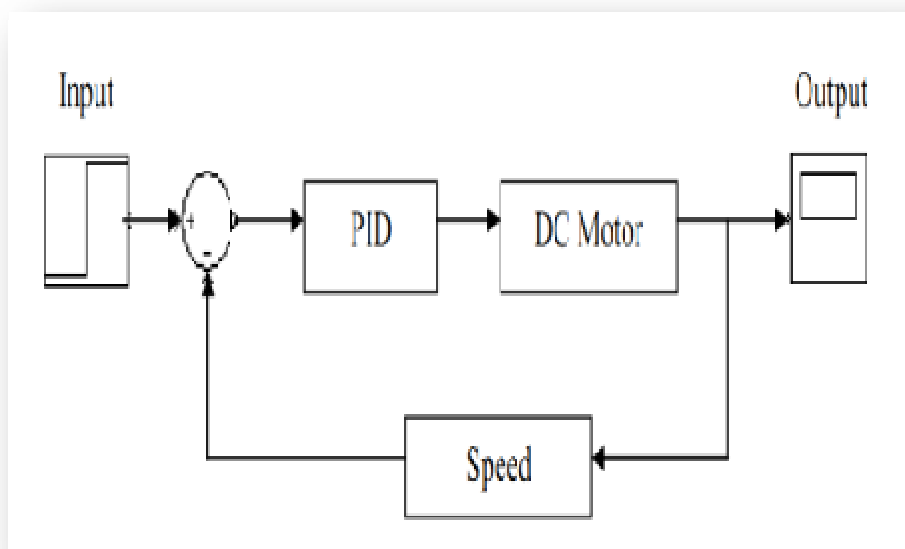 Input
Output
+
PID
DC Motor
-
Speed